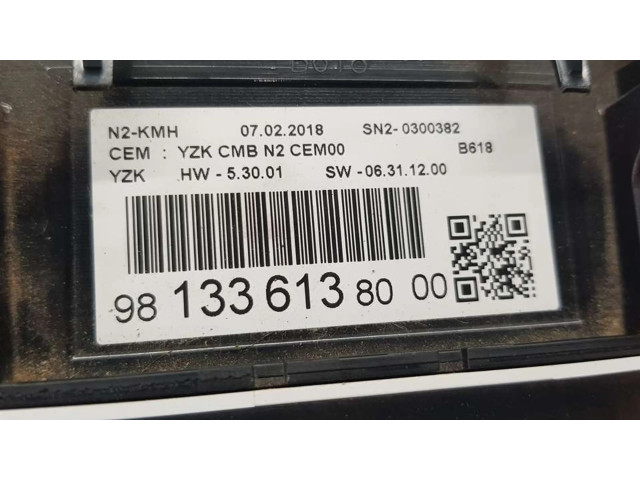 N2-KMH 07.02.2018 SN2- 0300382
CEM : YZK CMB N2 CEM00 B618
YZK HW - 5.30.01 SW - 06.31.12.00
98 133 613 80 00